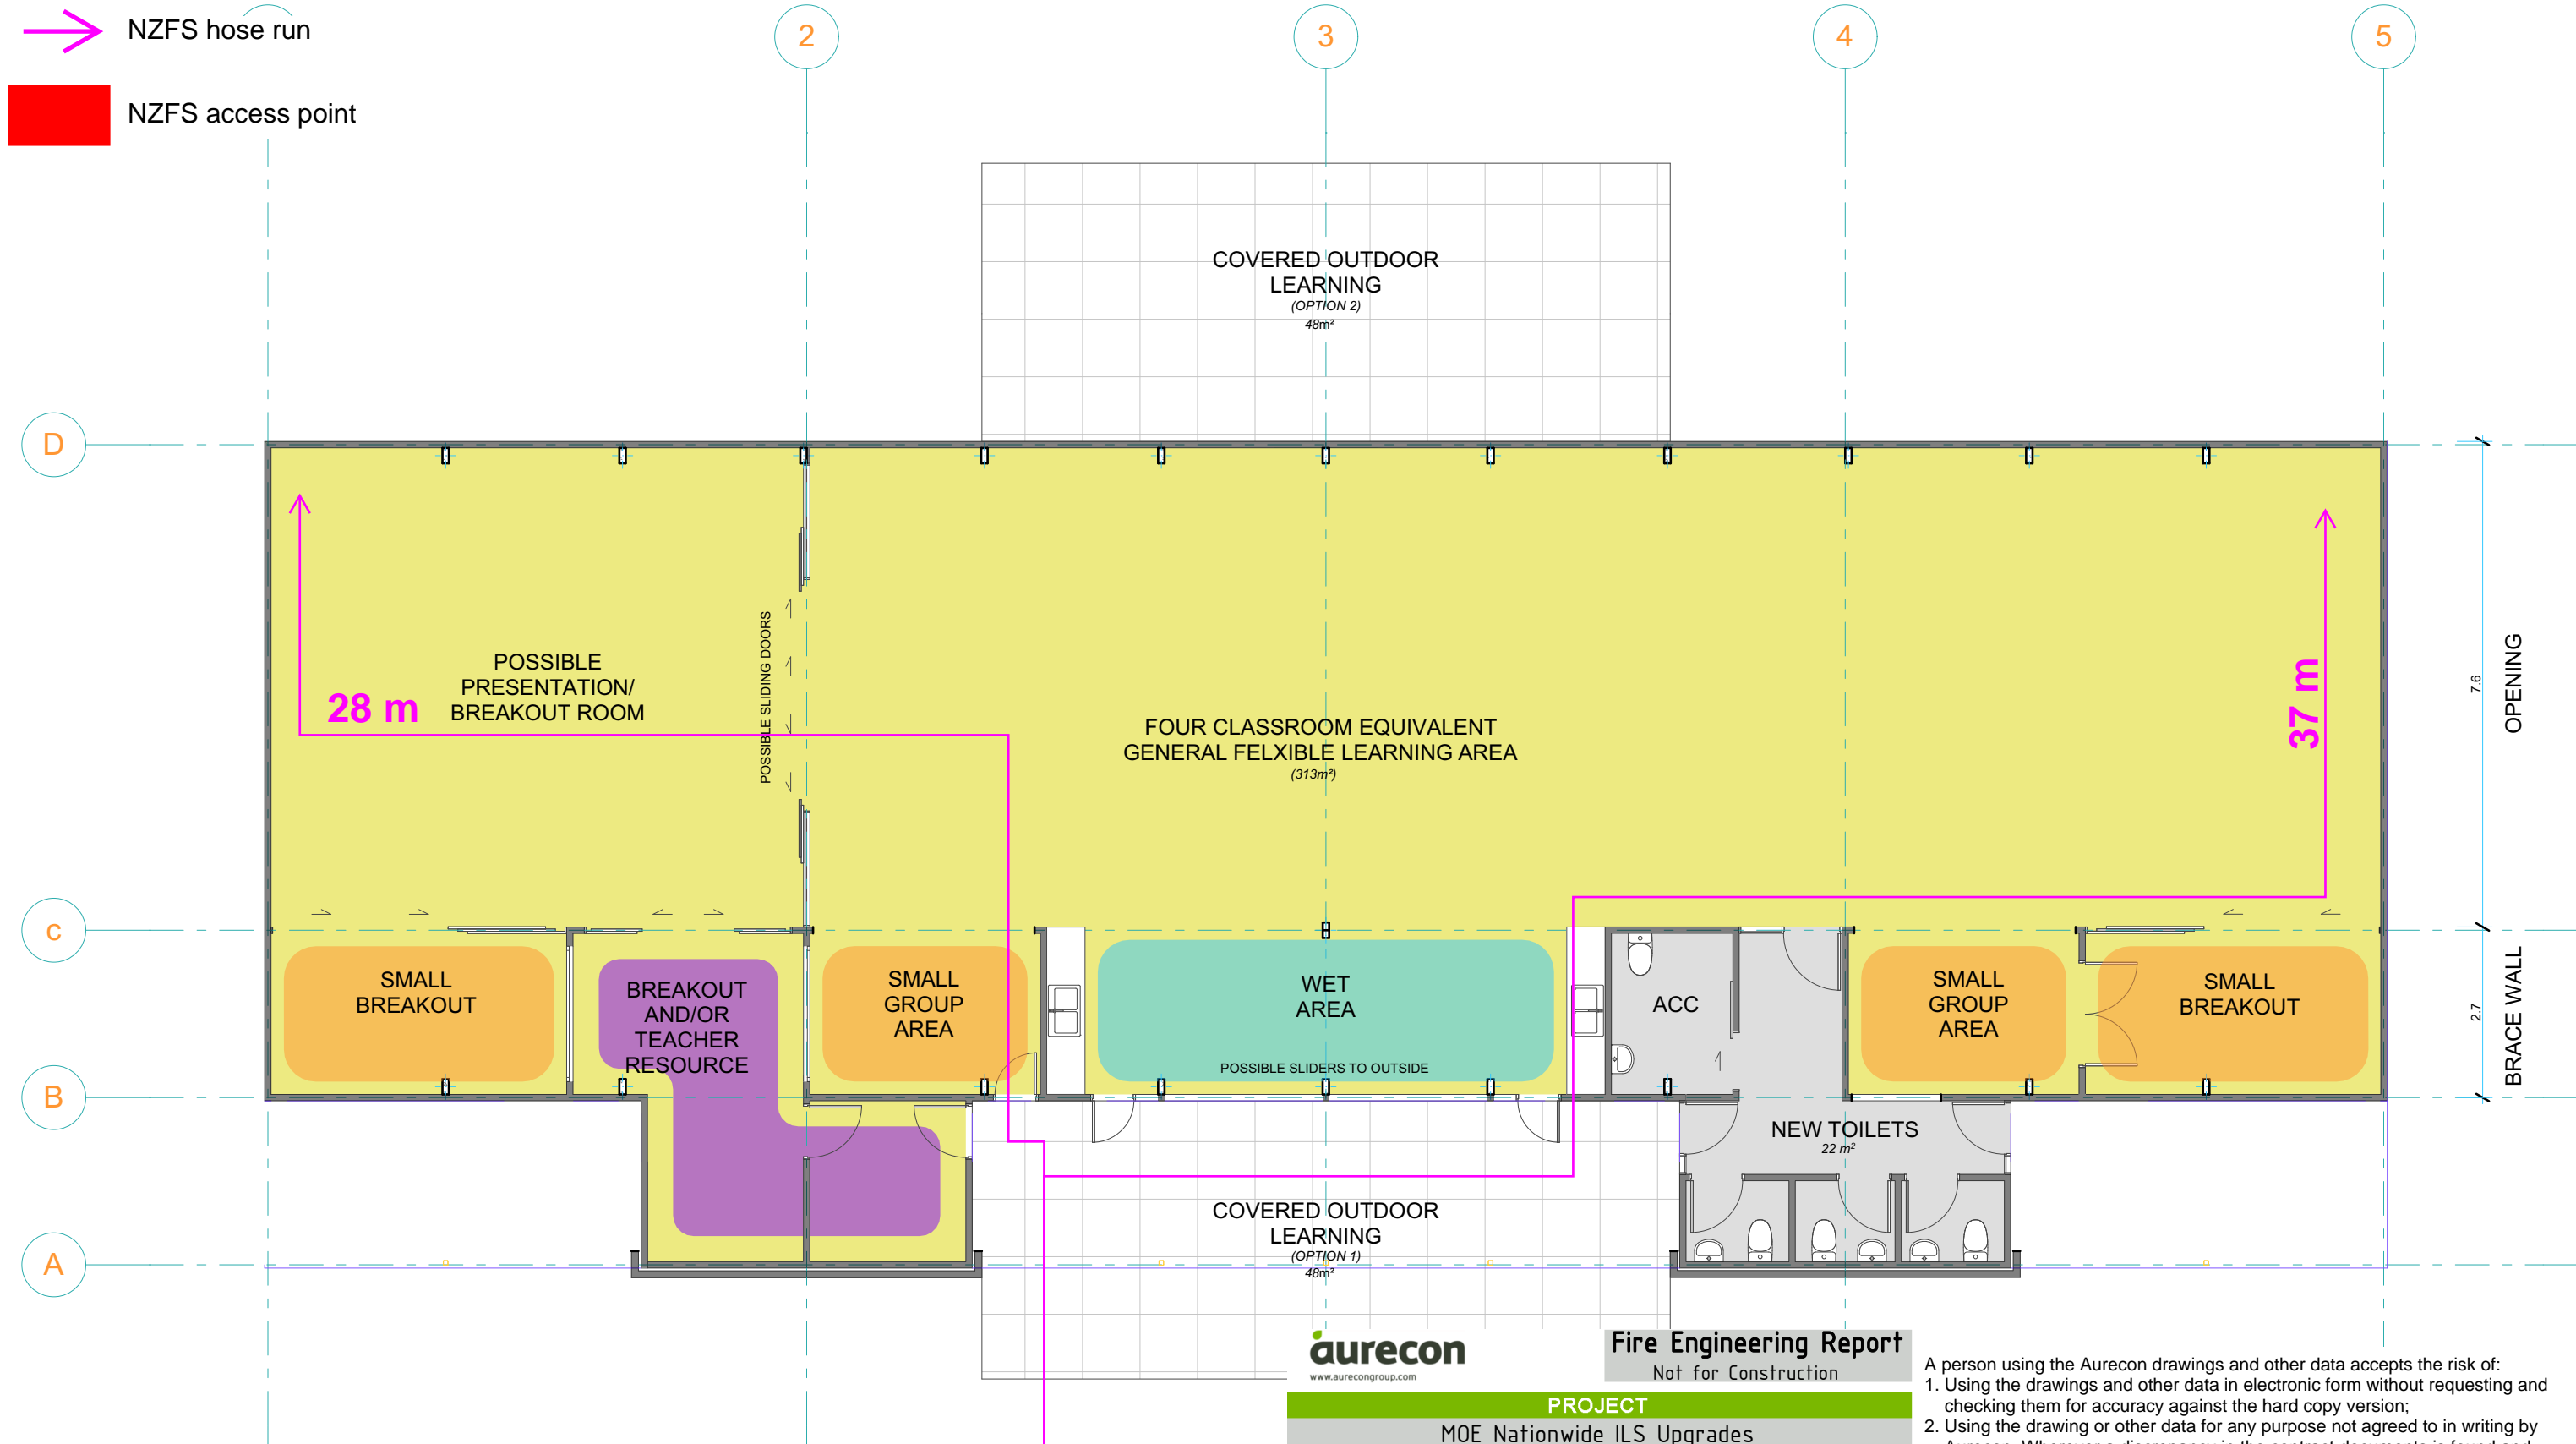 NZFS hose run
NZFS access point
2
3
4
5
COVERED OUTDOOR
LEARNING
(OPTION 2)
48m²
D
POSSIBLE
PRESENTATION/
BREAKOUT ROOM
28 m
POSSIBLE SLIDING DOORS
FOUR CLASSROOM EQUIVALENT
GENERAL FELXIBLE LEARNING AREA
(313m²)
37 m
7.6
OPENING
c
SMALL
BREAKOUT
BREAKOUT
AND/OR
TEACHER
RESOURCE
SMALL
GROUP
AREA
WET
AREA
POSSIBLE SLIDERS TO OUTSIDE
ACC
SMALL
GROUP
AREA
SMALL
BREAKOUT
2.7
BRACE WALL
B
NEW TOILETS
22 m²
COVERED OUTDOOR
LEARNING
(OPTION 1)
48m²
A
aurecon
www.aurecongroup.com
Fire Engineering Report
Not for Construction
PROJECT
MOE Nationwide ILS Upgrades
A person using the Aurecon drawings and other data accepts the risk of:
1. Using the drawings and other data in electronic form without requesting and
checking them for accuracy against the hard copy version;
2. Using the drawing or other data for any purpose not agreed to in writing by